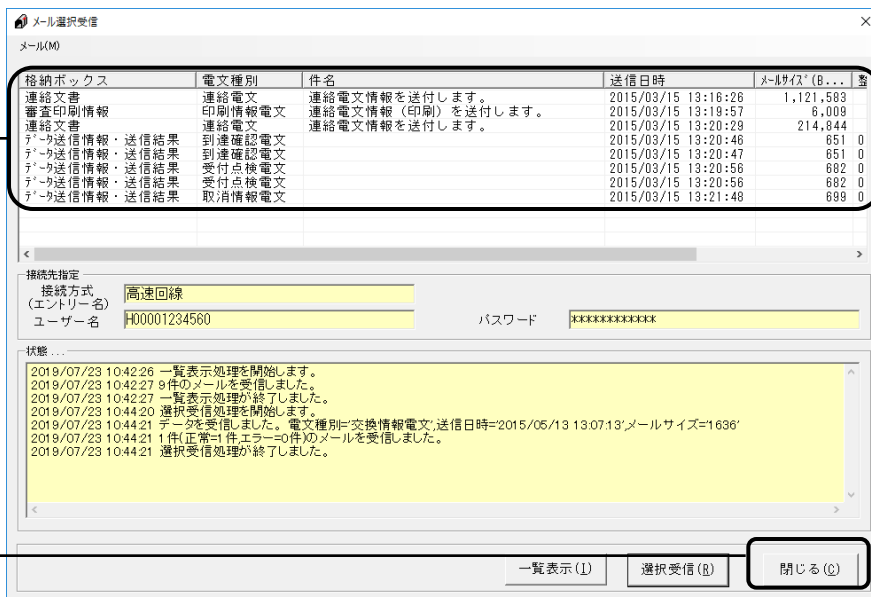 メール選択受信
メール(M)
格納ボックス 電文種別 件名 送信日時 メールサイズ(B... 整
連絡文書 連絡電文 連絡電文情報を送付します。 2015/03/15 13:16:26 1,121,583
審査印刷情報 印刷情報電文 連絡電文情報（印刷）を送付します。 2015/03/15 13:19:57 6,009
連絡文書 連絡電文 連絡電文情報を送付します。 2015/03/15 13:20:29 214,844
ﾃﾞｰﾀ送信情報・送信結果 到達確認電文 2015/03/15 13:20:46 651 0
ﾃﾞｰﾀ送信情報・送信結果 到達確認電文 2015/03/15 13:20:47 651 0
ﾃﾞｰﾀ送信情報・送信結果 受付点検電文 2015/03/15 13:20:56 682 0
ﾃﾞｰﾀ送信情報・送信結果 受付点検電文 2015/03/15 13:20:56 682 0
ﾃﾞｰﾀ送信情報・送信結果 取消情報電文 2015/03/15 13:21:48 699 0
接続先指定
接続方式
(エントリー名) 高速回線
ユーザー名 H00001234560 パスワード ************
状態...
2019/07/23 10:42:26 一覧表示処理を開始します。
2019/07/23 10:42:27 9件のメールを受信しました。
2019/07/23 10:42:27 一覧表示処理が終了しました。
2019/07/23 10:44:20 選択受信処理を開始します。
2019/07/23 10:44:21 データを受信しました。電文種別='交換情報電文',送信日時='2015/05/13 13:07:13',メールサイズ='1636'
2019/07/23 10:44:21 1件(正常=1件,エラー=0件)のメールを受信しました。
2019/07/23 10:44:21 選択受信処理が終了しました。
一覧表示(I) 選択受信(R) 閉じる(C)